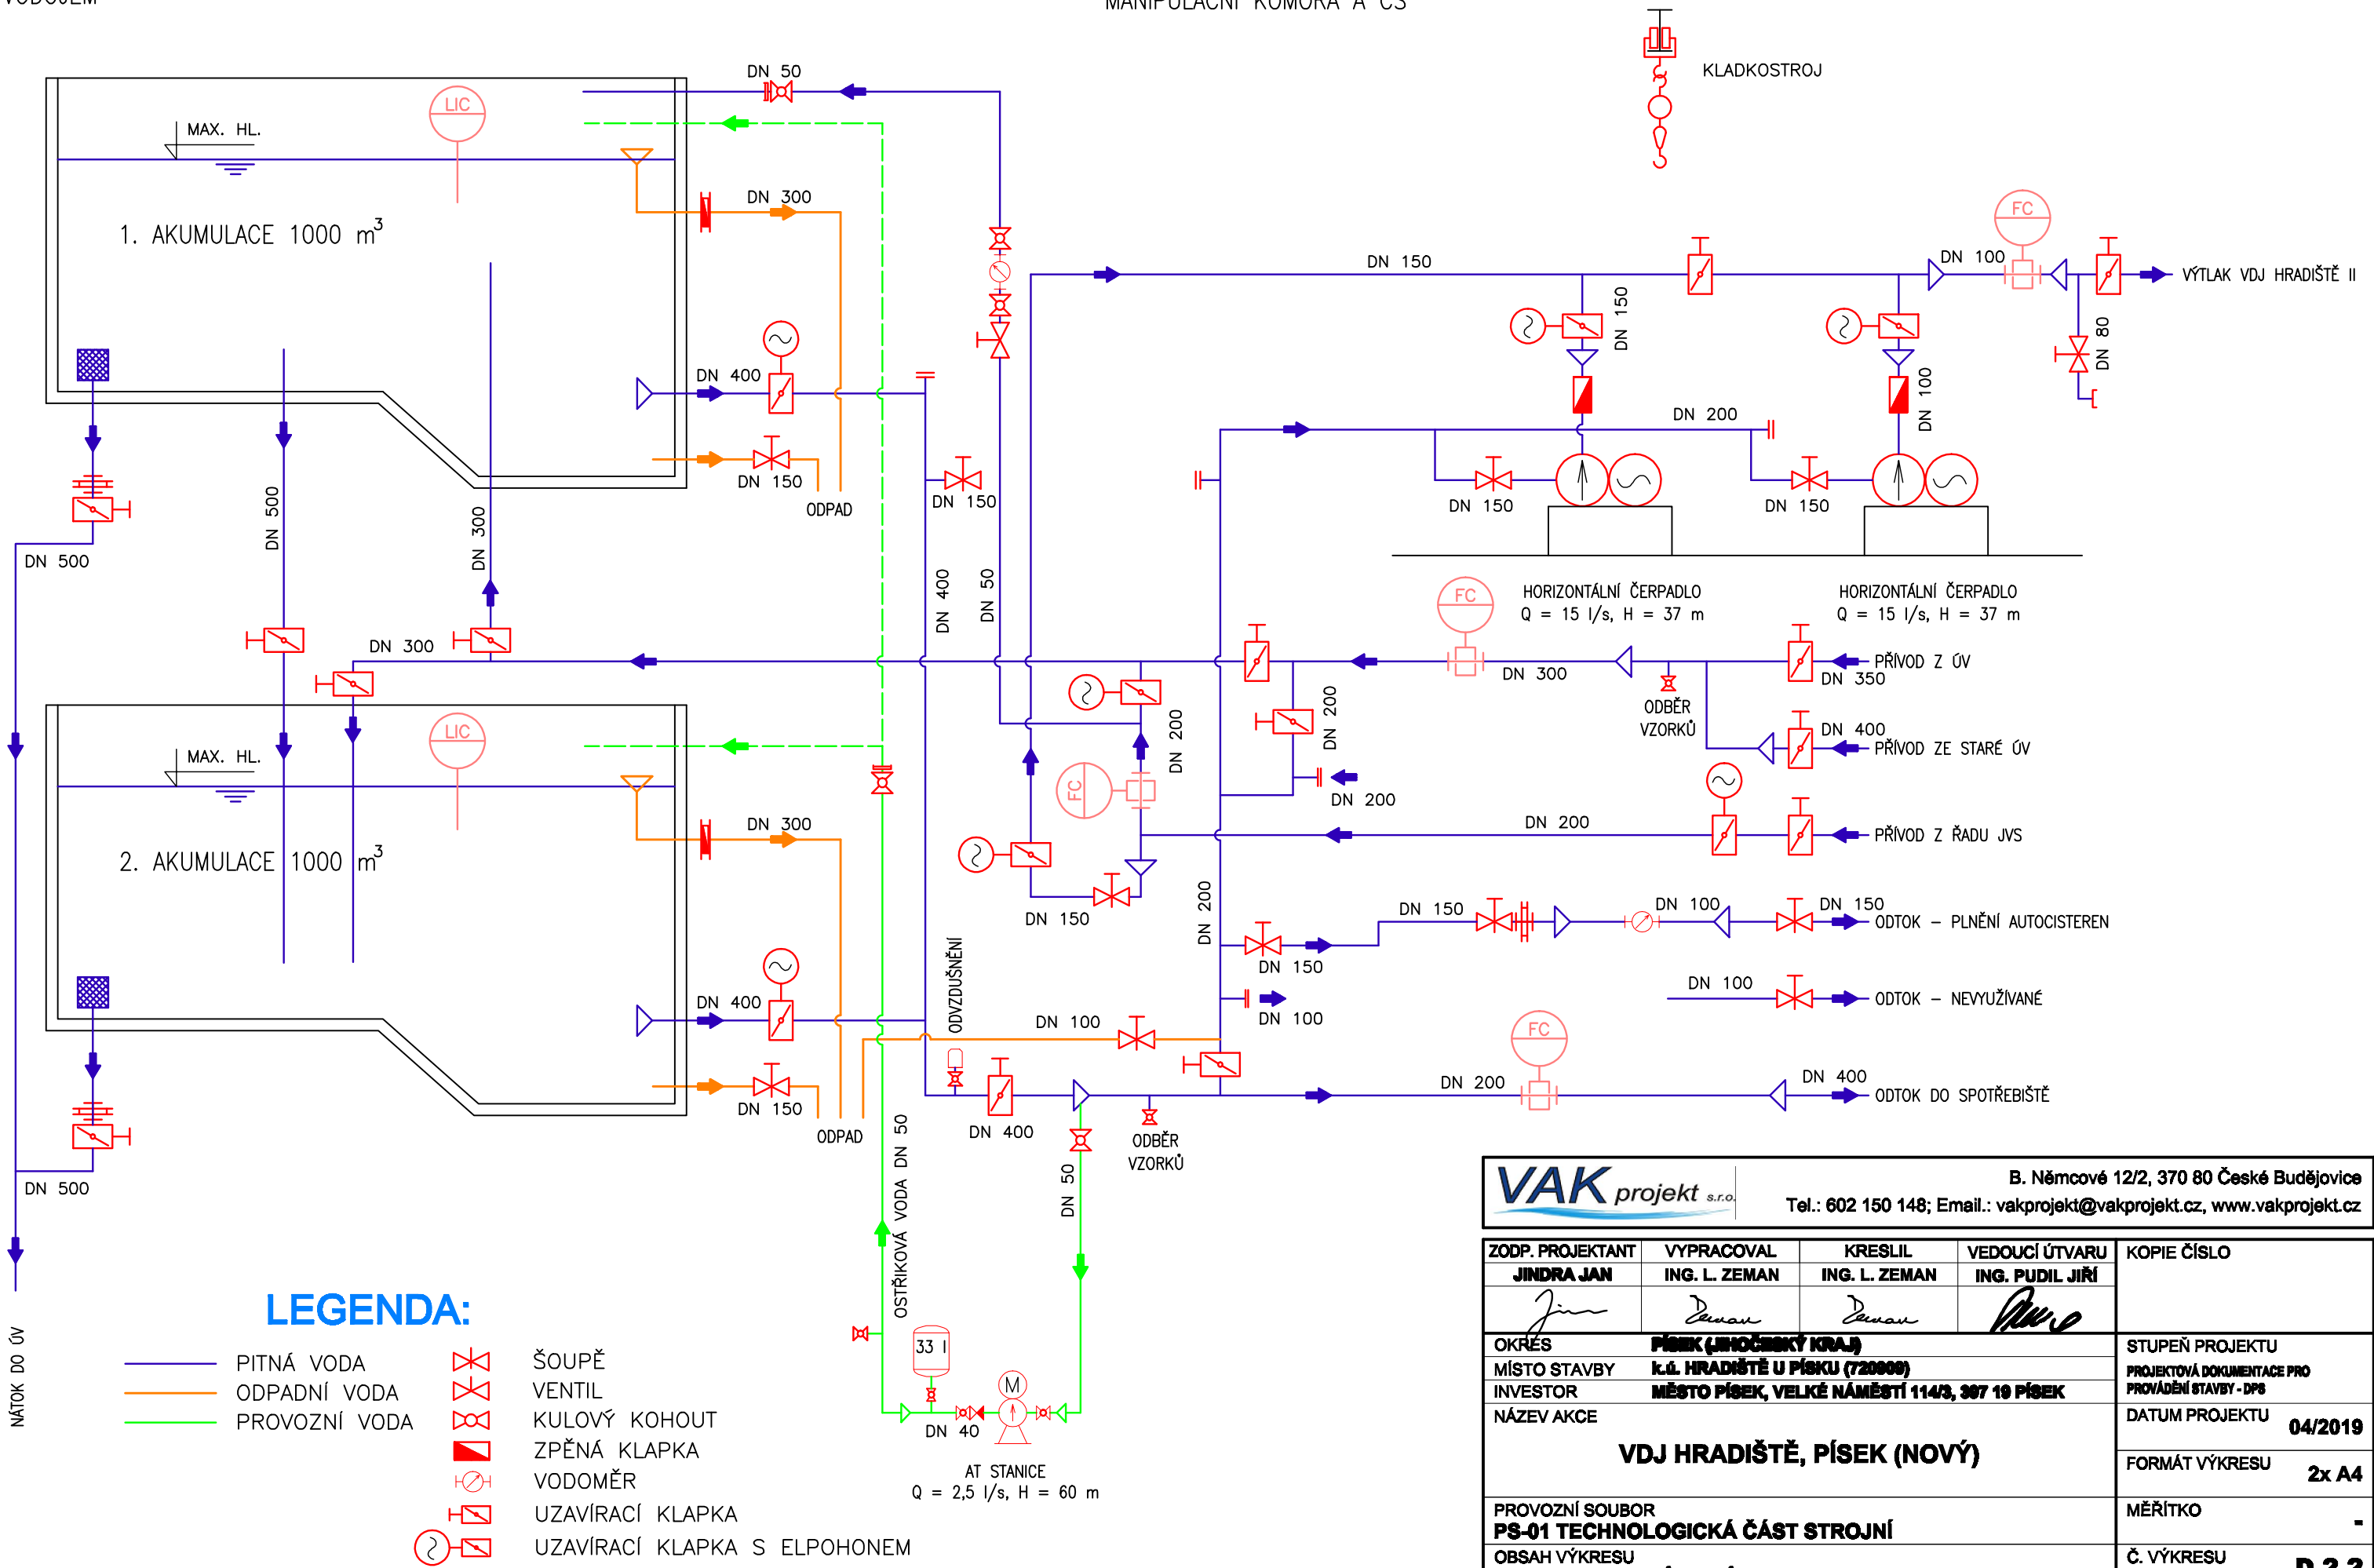 VODOJEM
MANIPULAČNÍ KOMORA A ČS
KLADKOSTROJ
DN 50
LIC
MAX. HL.
DN 300
1. AKUMULACE 1000 m³
FC
DN 150
DN 100
VÝTLAK VDJ HRADIŠTĚ II
DN 150
DN 80
DN 400
DN 100
DN 200
DN 150
ODPAD
DN 150
DN 150
DN 150
DN 500
DN 500
DN 300
DN 400
DN 50
HORIZONTÁLNÍ ČERPADLO
Q = 15 l/s, H = 37 m
HORIZONTÁLNÍ ČERPADLO
Q = 15 l/s, H = 37 m
FC
DN 300
DN 300
PŘÍVOD Z ÚV
DN 350
ODBĚR
VZORKŮ
DN 400
PŘÍVOD ZE STARÉ ÚV
DN 200
DN 200
DN 200
FC
LIC
MAX. HL.
DN 300
2. AKUMULACE 1000 m³
DN 200
PŘÍVOD Z ŘADU JVS
DN 150
DN 200
DN 150
DN 100
DN 150
ODTOK – PLNĚNÍ AUTOCISTEREN
DN 150
DN 100
DN 100
ODTOK – NEVYUŽÍVANÉ
DN 400
ODVZDUŠNĚNÍ
DN 100
FC
DN 200
DN 400
ODTOK DO SPOTŘEBIŠTĚ
DN 150
ODPAD
DN 400
ODBĚR
VZORKŮ
DN 500
OSTŘIKOVÁ VODA DN 50
DN 50
NÁTOK DO ÚV
33 l
M
DN 40
AT STANICE
Q = 2,5 l/s, H = 60 m
LEGENDA:
PITNÁ VODA
ODPADNÍ VODA
PROVOZNÍ VODA
ŠOUPĚ
VENTIL
KULOVÝ KOHOUT
ZPĚNÁ KLAPKA
VODOMĚR
UZAVÍRACÍ KLAPKA
UZAVÍRACÍ KLAPKA S ELPOHONEM
VAK projekt s.r.o.
B. Němcové 12/2, 370 80 České Budějovice
Tel.: 602 150 148; Email.: vakprojekt@vakprojekt.cz, www.vakprojekt.cz
ZODP. PROJEKTANT VYPRACOVAL KRESLIL VEDOUCÍ ÚTVARU KOPIE ČÍSLO
JINDRA JAN ING. L. ZEMAN ING. L. ZEMAN ING. PUDIL JIŘÍ
OKRES PÍSEK (JIHOČESKÝ KRAJ)
MÍSTO STAVBY k.ú. HRADIŠTĚ U PÍSKU (720909)
INVESTOR MĚSTO PÍSEK, VELKÉ NÁMĚSTÍ 114/3, 397 19 PÍSEK
STUPEŇ PROJEKTU
PROJEKTOVÁ DOKUMENTACE PRO
PROVÁDĚNÍ STAVBY - DPS
NÁZEV AKCE
VDJ HRADIŠTĚ, PÍSEK (NOVÝ)
DATUM PROJEKTU 04/2019
FORMÁT VÝKRESU 2x A4
PROVOZNÍ SOUBOR
PS-01 TECHNOLOGICKÁ ČÁST STROJNÍ
MĚŘÍTKO -
OBSAH VÝKRESU
Č. VÝKRESU